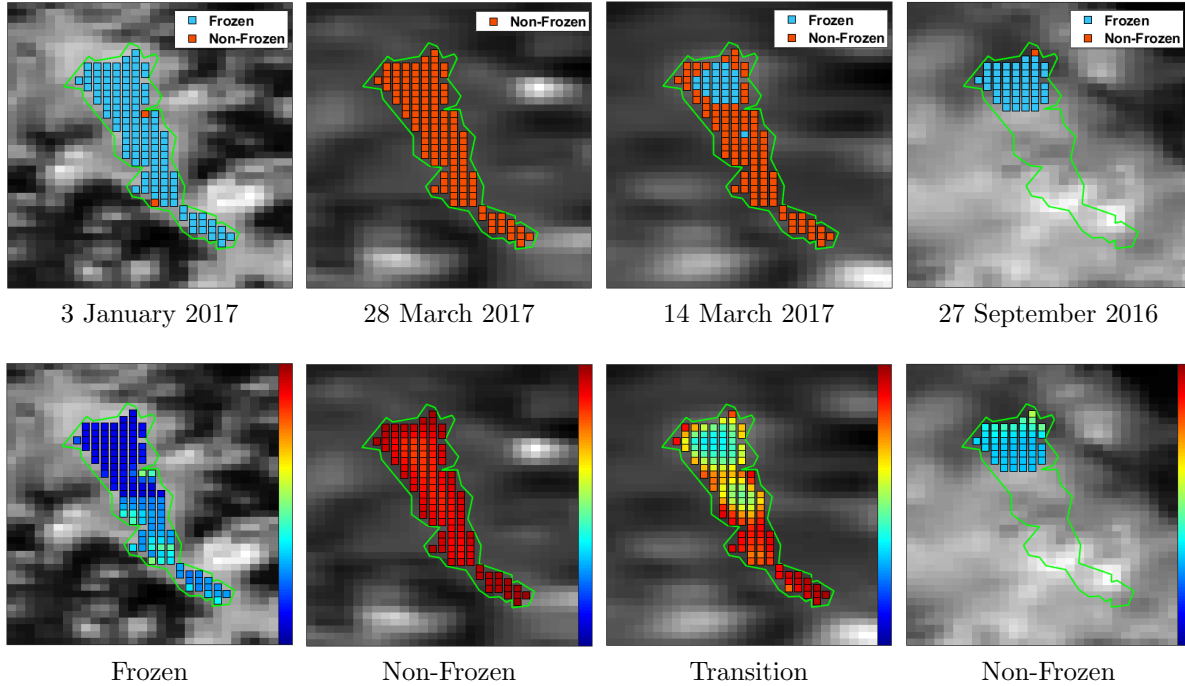 Frozen
Non-Frozen
Non-Frozen
Frozen
Non-Frozen
Frozen
Non-Frozen
3 January 2017
28 March 2017
14 March 2017
27 September 2016
Frozen
Non-Frozen
Transition
Non-Frozen